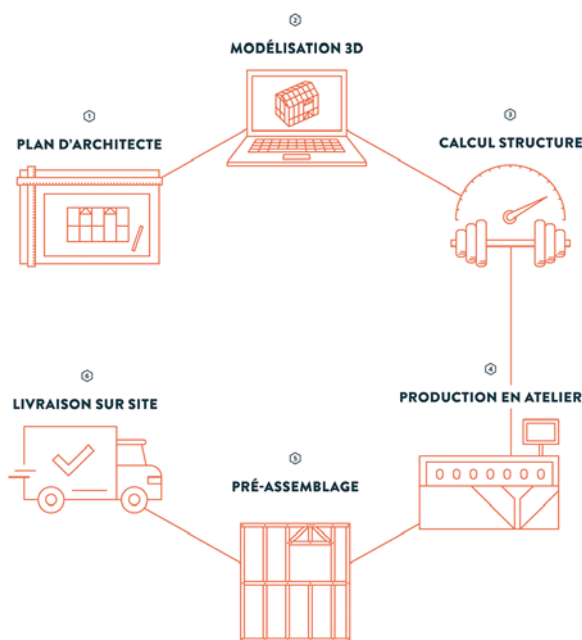 1
PLAN D'ARCHITECTE
2
MODÉLISATION 3D
3
CALCUL STRUCTURE
4
PRODUCTION EN ATELIER
5
PRÉ-ASSEMBLAGE
6
LIVRAISON SUR SITE